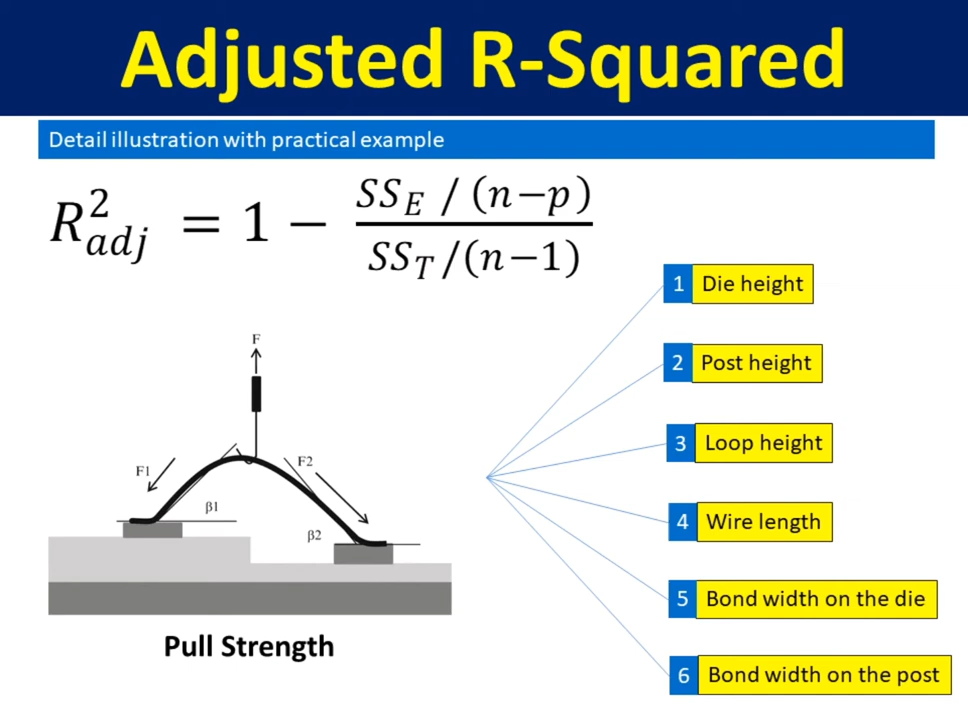 Adjusted R-Squared
Detail illustration with practical example
R²adj = 1 − SS_E / (n−p) / SS_T /(n−1)
1 Die height
2 Post height
3 Loop height
4 Wire length
5 Bond width on the die
6 Bond width on the post
F
F1
F2
β1
β2
Pull Strength